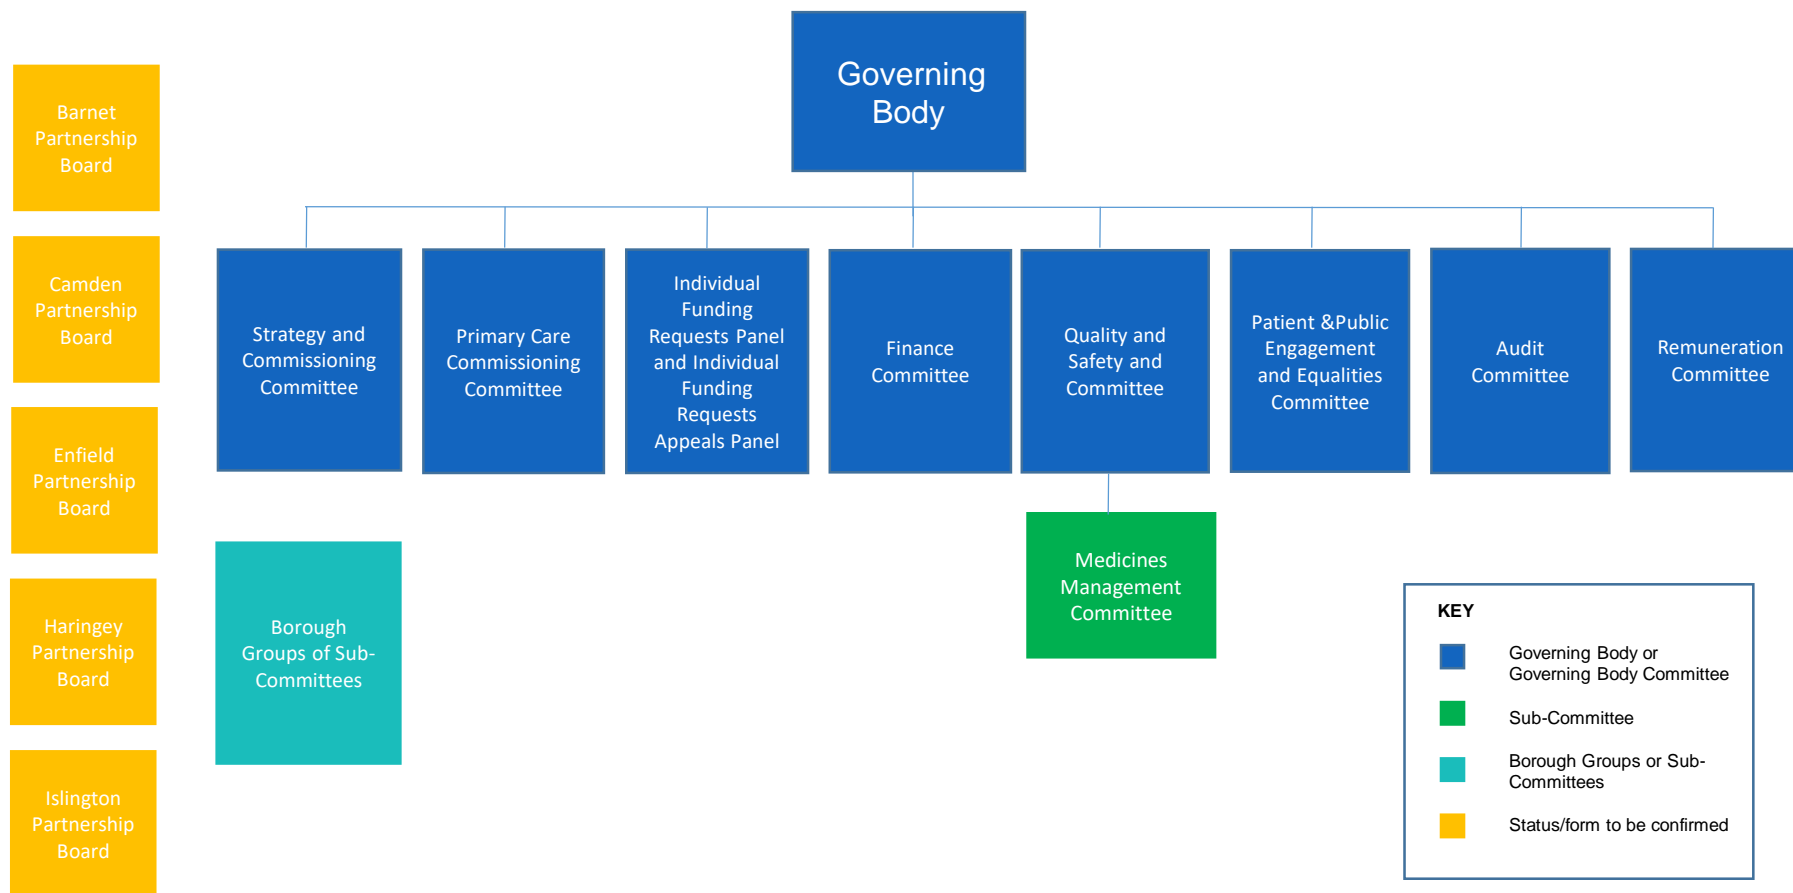 Governing
Body
Barnet
Partnership
Board
Camden
Partnership
Board
Enfield
Partnership
Board
Haringey
Partnership
Board
Islington
Partnership
Board
Strategy and
Commissioning
Committee
Primary Care
Commissioning
Committee
Individual
Funding
Requests Panel
and Individual
Funding
Requests
Appeals Panel
Finance
Committee
Quality and
Safety and
Committee
Patient &Public
Engagement
and Equalities
Committee
Audit
Committee
Remuneration
Committee
Borough
Groups of Sub-
Committees
Medicines
Management
Committee
KEY
Governing Body or
Governing Body Committee
Sub-Committee
Borough Groups or Sub-
Committees
Status/form to be confirmed